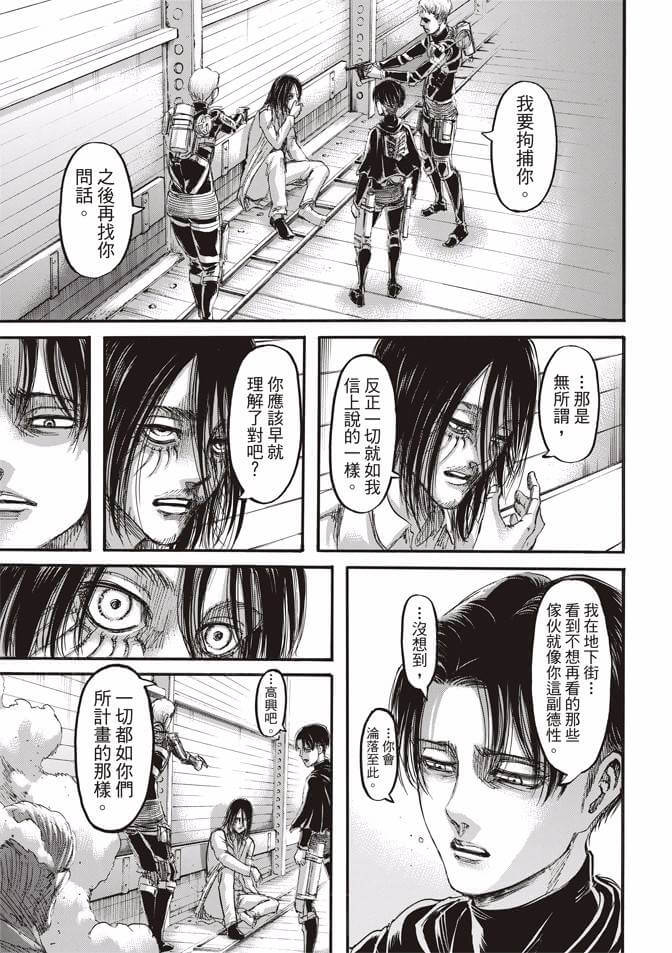 我要拘捕你。
之後再找你
問話。
…那是
無所謂，
反正一切就如我
信上說的一樣。
你應該早就
理解了對吧？
我在地下街…
看到不想再看的那些
傢伙就像你這副德性。
…沒想到，
…你會
淪落至此。
…高興吧。
一切都如你們
所計畫的那樣。